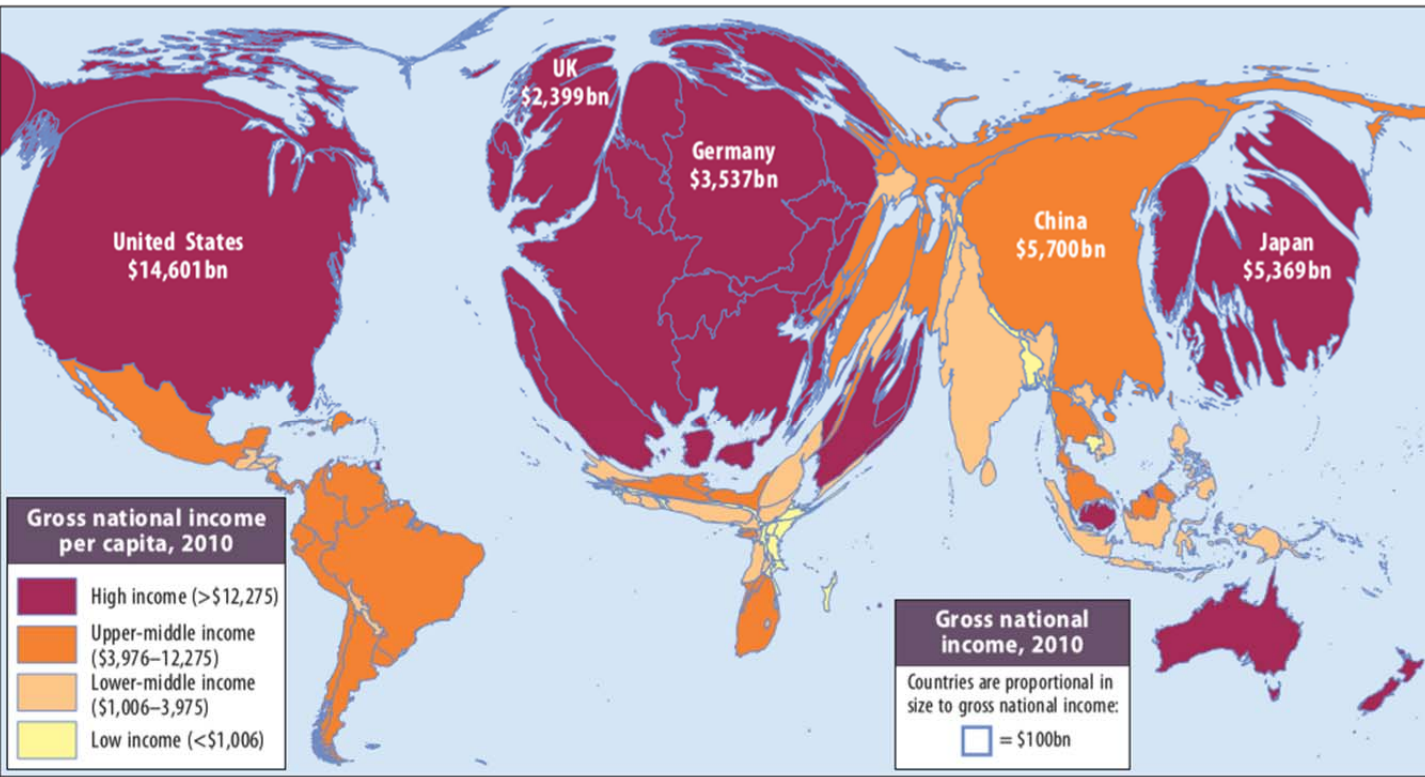 UK
$2,399bn
Germany
$3,537bn
United States
$14,601bn
China
$5,700bn
Japan
$5,369bn
Gross national income
per capita, 2010
High income (>$12,275)
Upper-middle income
($3,976–12,275)
Lower-middle income
($1,006–3,975)
Low income (<$1,006)
Gross national
income, 2010
Countries are proportional in
size to gross national income:
= $100bn